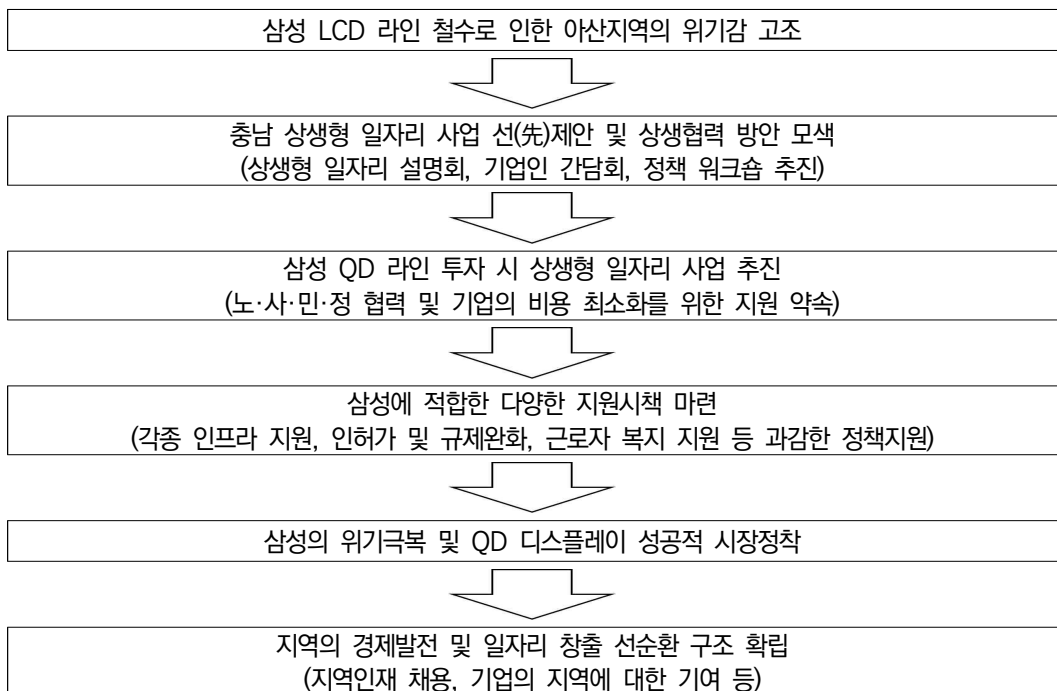 삼성 LCD 라인 철수로 인한 아산지역의 위기감 고조
충남 상생형 일자리 사업 선(先)제안 및 상생협력 방안 모색
(상생형 일자리 설명회, 기업인 간담회, 정책 워크숍 추진)
삼성 QD 라인 투자 시 상생형 일자리 사업 추진
(노·사·민·정 협력 및 기업의 비용 최소화를 위한 지원 약속)
삼성에 적합한 다양한 지원시책 마련
(각종 인프라 지원, 인허가 및 규제완화, 근로자 복지 지원 등 과감한 정책지원)
삼성의 위기극복 및 QD 디스플레이 성공적 시장정착
지역의 경제발전 및 일자리 창출 선순환 구조 확립
(지역인재 채용, 기업의 지역에 대한 기여 등)